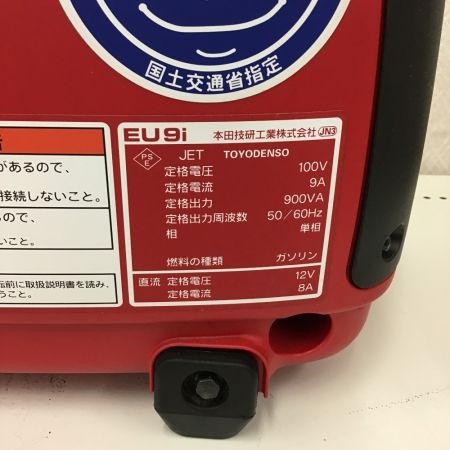 国土交通省指定
EU9i 本田技研工業株式会社 JN3
PSE JET TOYODENSO
定格電圧 100V
定格電流 9A
定格出力 900VA
定格出力周波数 50／60Hz
相 単相
燃料の種類 ガソリン
直流 定格電圧 12V
定格電流 8A
があるので、
接続しないこと。
るので、
ないこと。
転前に取扱説明書を読み、
うこと。